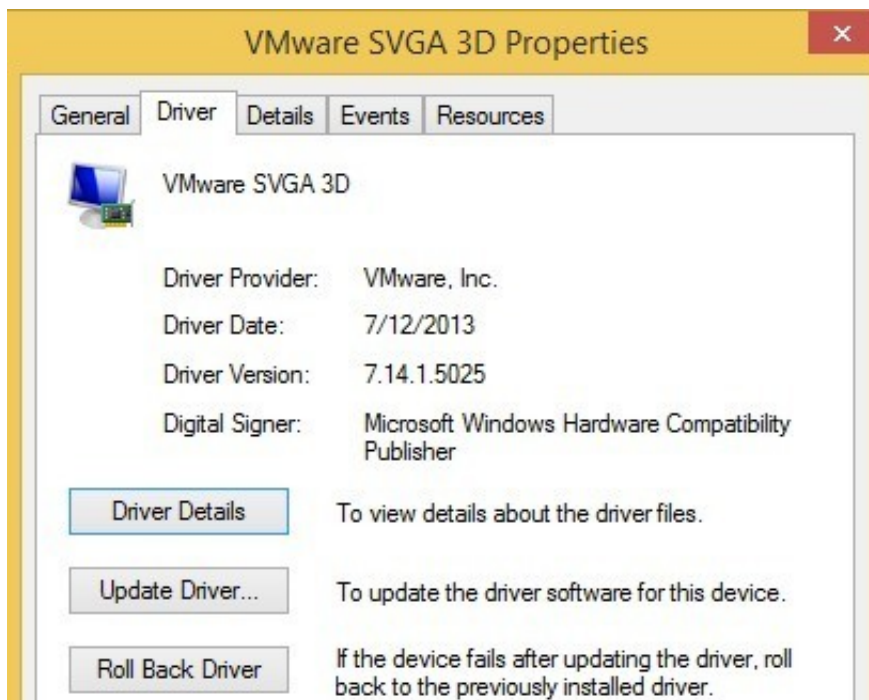 VMware SVGA 3D Properties
General Driver Details Events Resources
VMware SVGA 3D
Driver Provider: VMware, Inc.
Driver Date: 7/12/2013
Driver Version: 7.14.1.5025
Digital Signer: Microsoft Windows Hardware Compatibility
Publisher
Driver Details To view details about the driver files.
Update Driver... To update the driver software for this device.
Roll Back Driver If the device fails after updating the driver, roll
back to the previously installed driver.